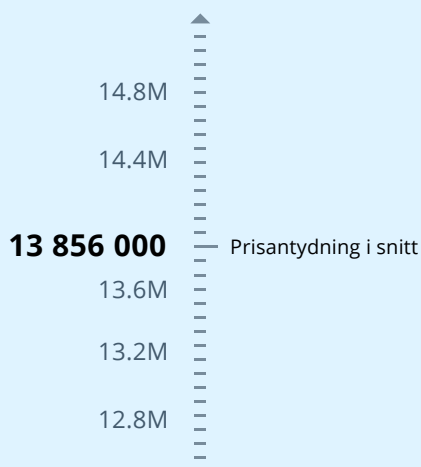 14.8M
14.4M
13 856 000 Prisantydning i snitt
13.6M
13.2M
12.8M